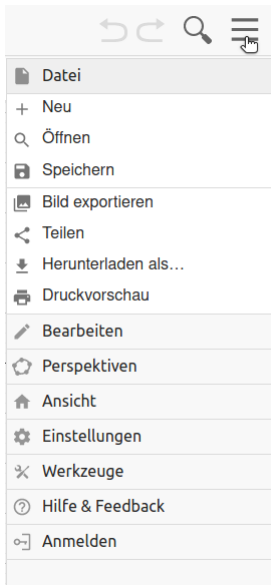 Datei
Neu
Öffnen
Speichern
Bild exportieren
Teilen
Herunterladen als...
Druckvorschau
Bearbeiten
Perspektiven
Ansicht
Einstellungen
Werkzeuge
Hilfe & Feedback
Anmelden